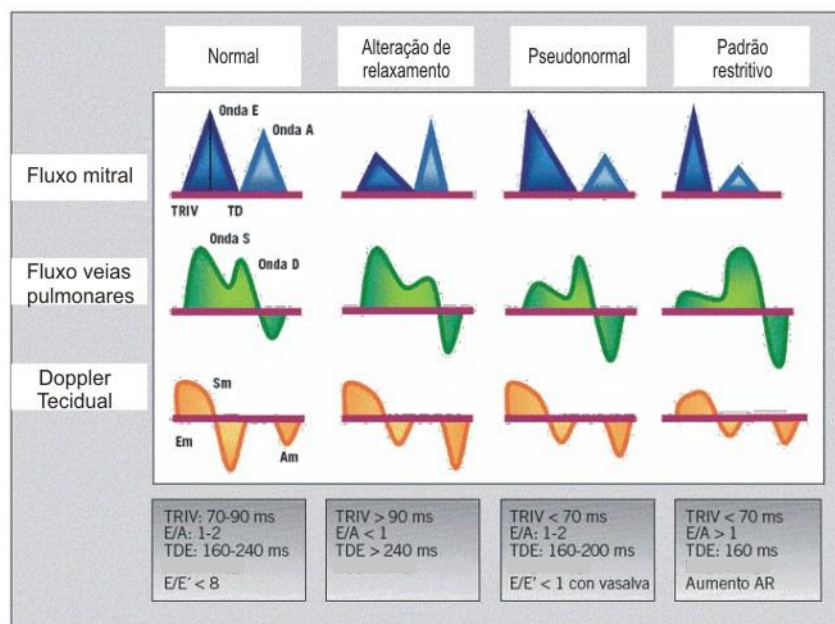 Normal
Alteração de
relaxamento
Pseudonormal
Padrão
restritivo
Fluxo mitral
Onda E
Onda A
TRIV
TD
Fluxo veias
pulmonares
Onda S
Onda D
Doppler
Tecidual
Sm
Em
Am
TRIV: 70-90 ms
E/A: 1-2
TDE: 160-240 ms
E/E´ < 8
TRIV > 90 ms
E/A < 1
TDE > 240 ms
TRIV < 70 ms
E/A: 1-2
TDE: 160-200 ms
E/E' < 1 con vasalva
TRIV < 70 ms
E/A > 1
TDE: 160 ms
Aumento AR